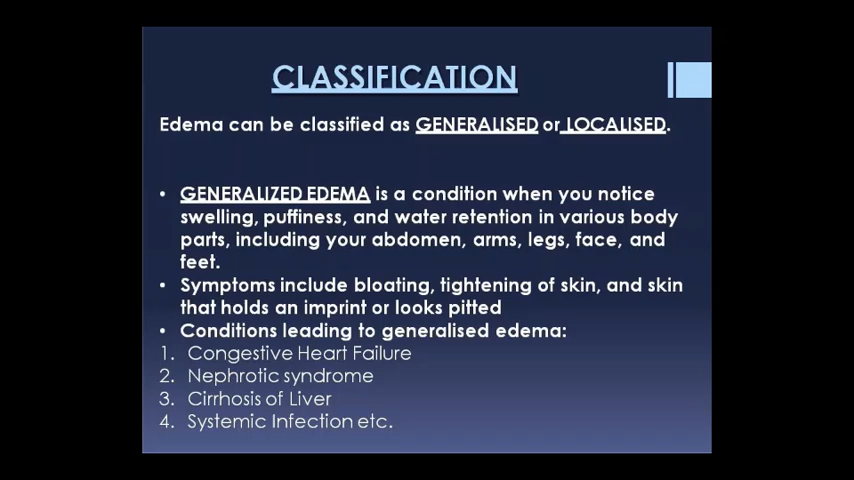 CLASSIFICATION
Edema can be classified as GENERALISED or LOCALISED.
• GENERALIZED EDEMA is a condition when you notice
swelling, puffiness, and water retention in various body
parts, including your abdomen, arms, legs, face, and
feet.
• Symptoms include bloating, tightening of skin, and skin
that holds an imprint or looks pitted
• Conditions leading to generalised edema:
1. Congestive Heart Failure
2. Nephrotic syndrome
3. Cirrhosis of Liver
4. Systemic Infection etc.